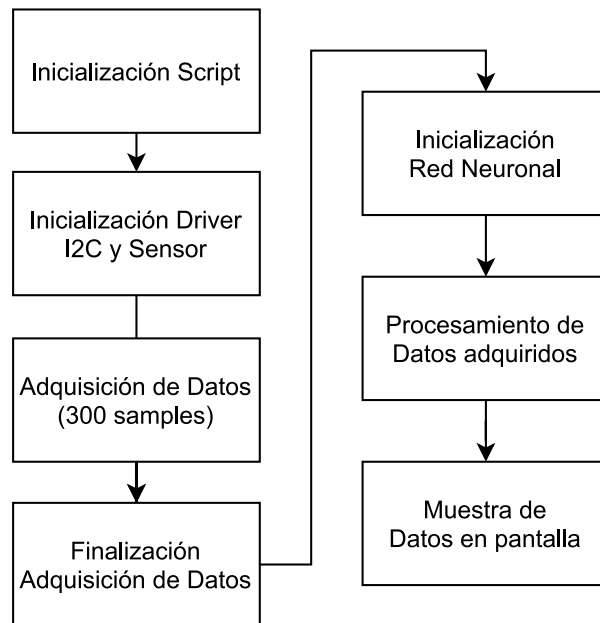 Inicialización Script
Inicialización Driver
I2C y Sensor
Adquisición de Datos
(300 samples)
Finalización
Adquisición de Datos
Inicialización
Red Neuronal
Procesamiento de
Datos adquiridos
Muestra de
Datos en pantalla